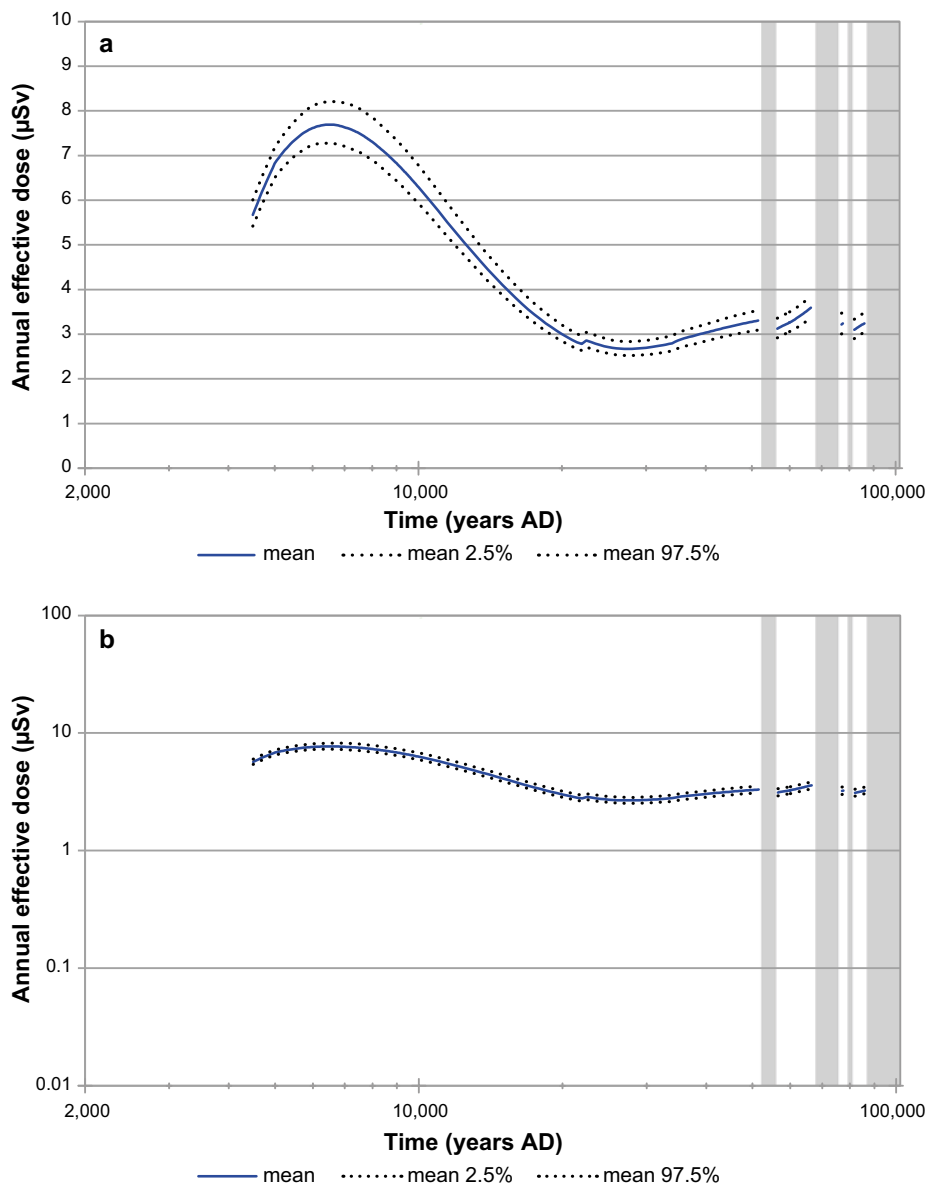 a
Annual effective dose (µSv)
10
9
8
7
6
5
4
3
2
1
0
2,000 10,000 100,000
Time (years AD)
mean mean 2.5% mean 97.5%
b
Annual effective dose (µSv)
100
10
1
0.1
0.01
2,000 10,000 100,000
Time (years AD)
mean mean 2.5% mean 97.5%